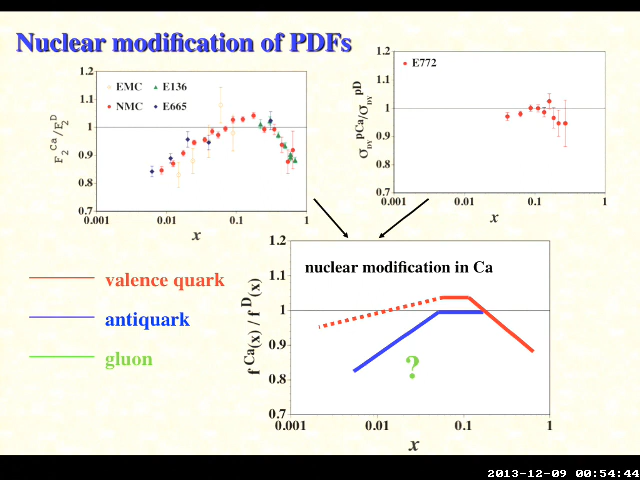 Nuclear modification of PDFs
1.2
1.1
1
0.9
0.8
0.7
F2Ca/F2D
EMC
E136
NMC
E665
0.001
0.01
0.1
1
x
1.2
1.1
1
0.9
0.8
0.7
σDYpCa/σDYpD
E772
0.001
0.01
0.1
1
x
valence quark
antiquark
gluon
1.2
1.1
1
0.9
0.8
0.7
f Ca(x) / f D(x)
nuclear modification in Ca
?
0.001
0.01
0.1
1
x
2013-12-09 00:54:44